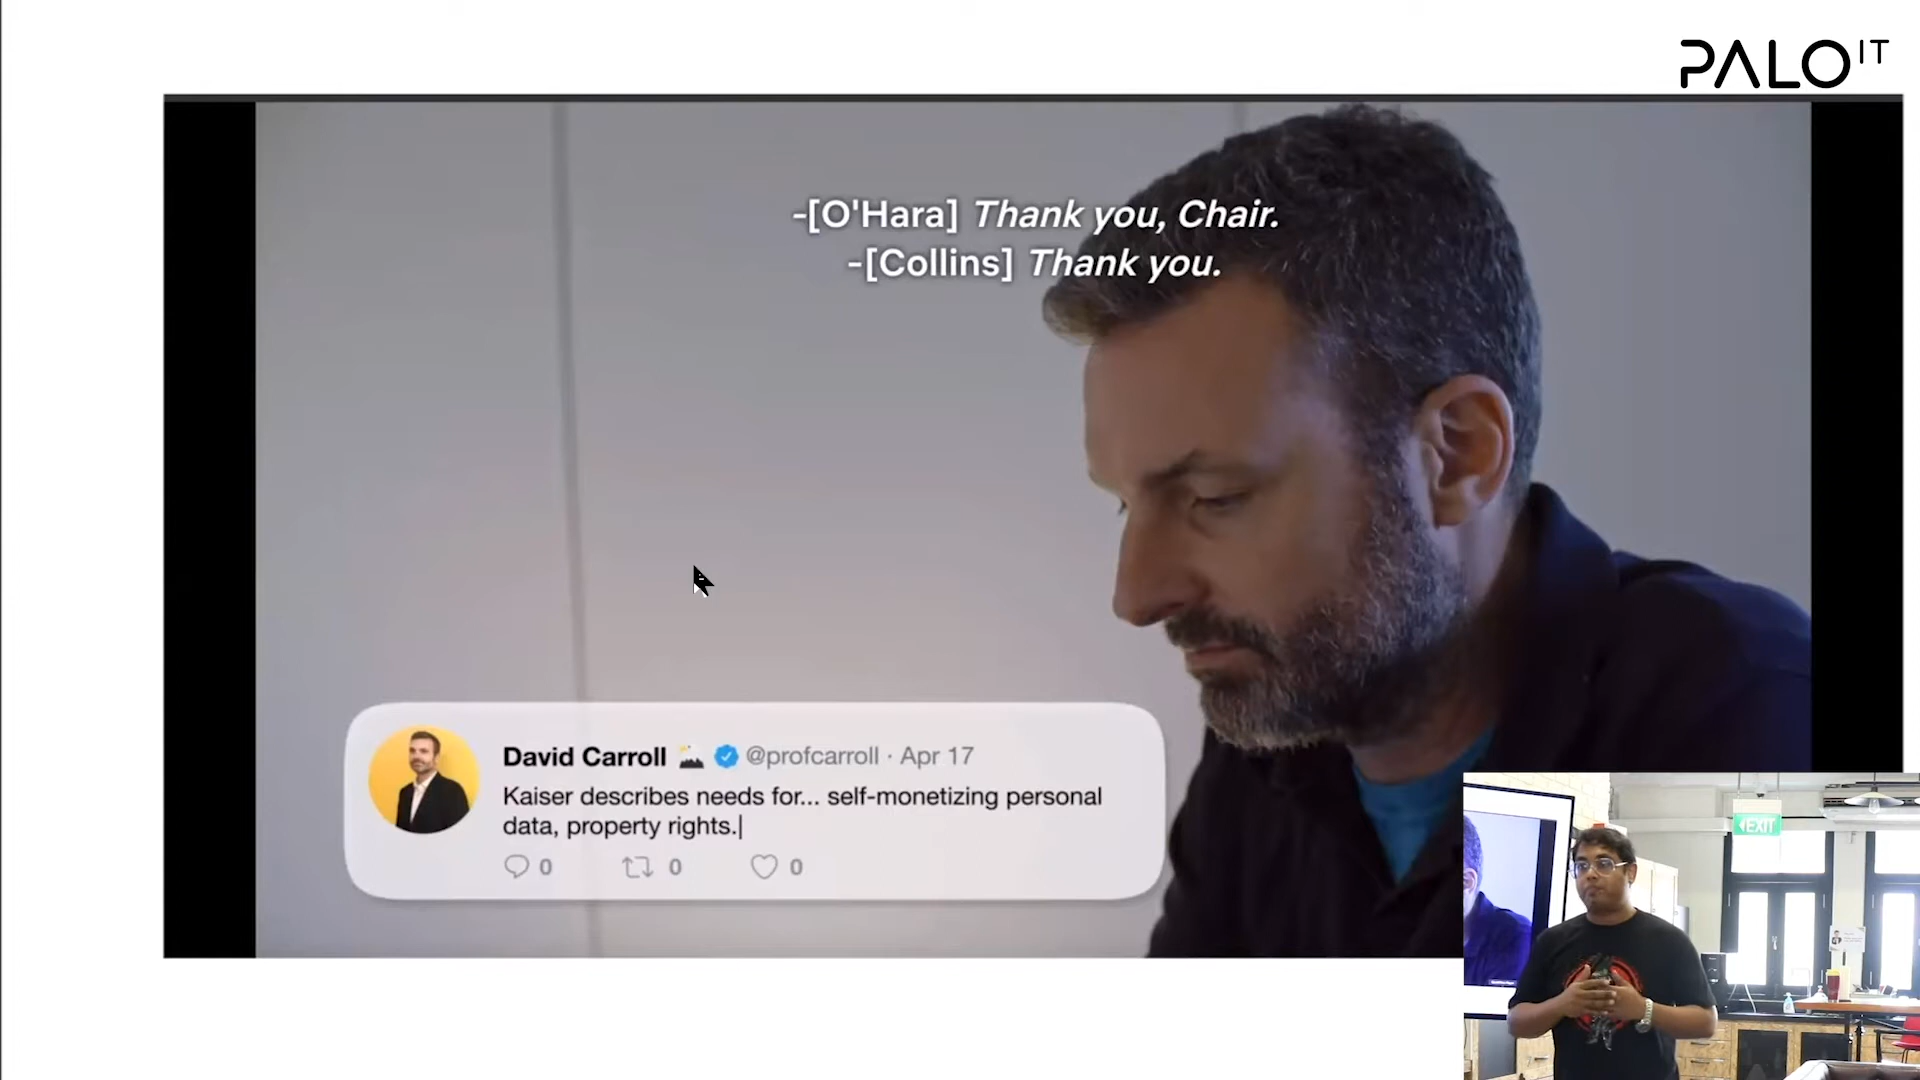 PALO IT
-[O'Hara] Thank you, Chair.
-[Collins] Thank you.
David Carroll @profcarroll · Apr 17
Kaiser describes needs for... self-monetizing personal
data, property rights.
0 0 0
EXIT